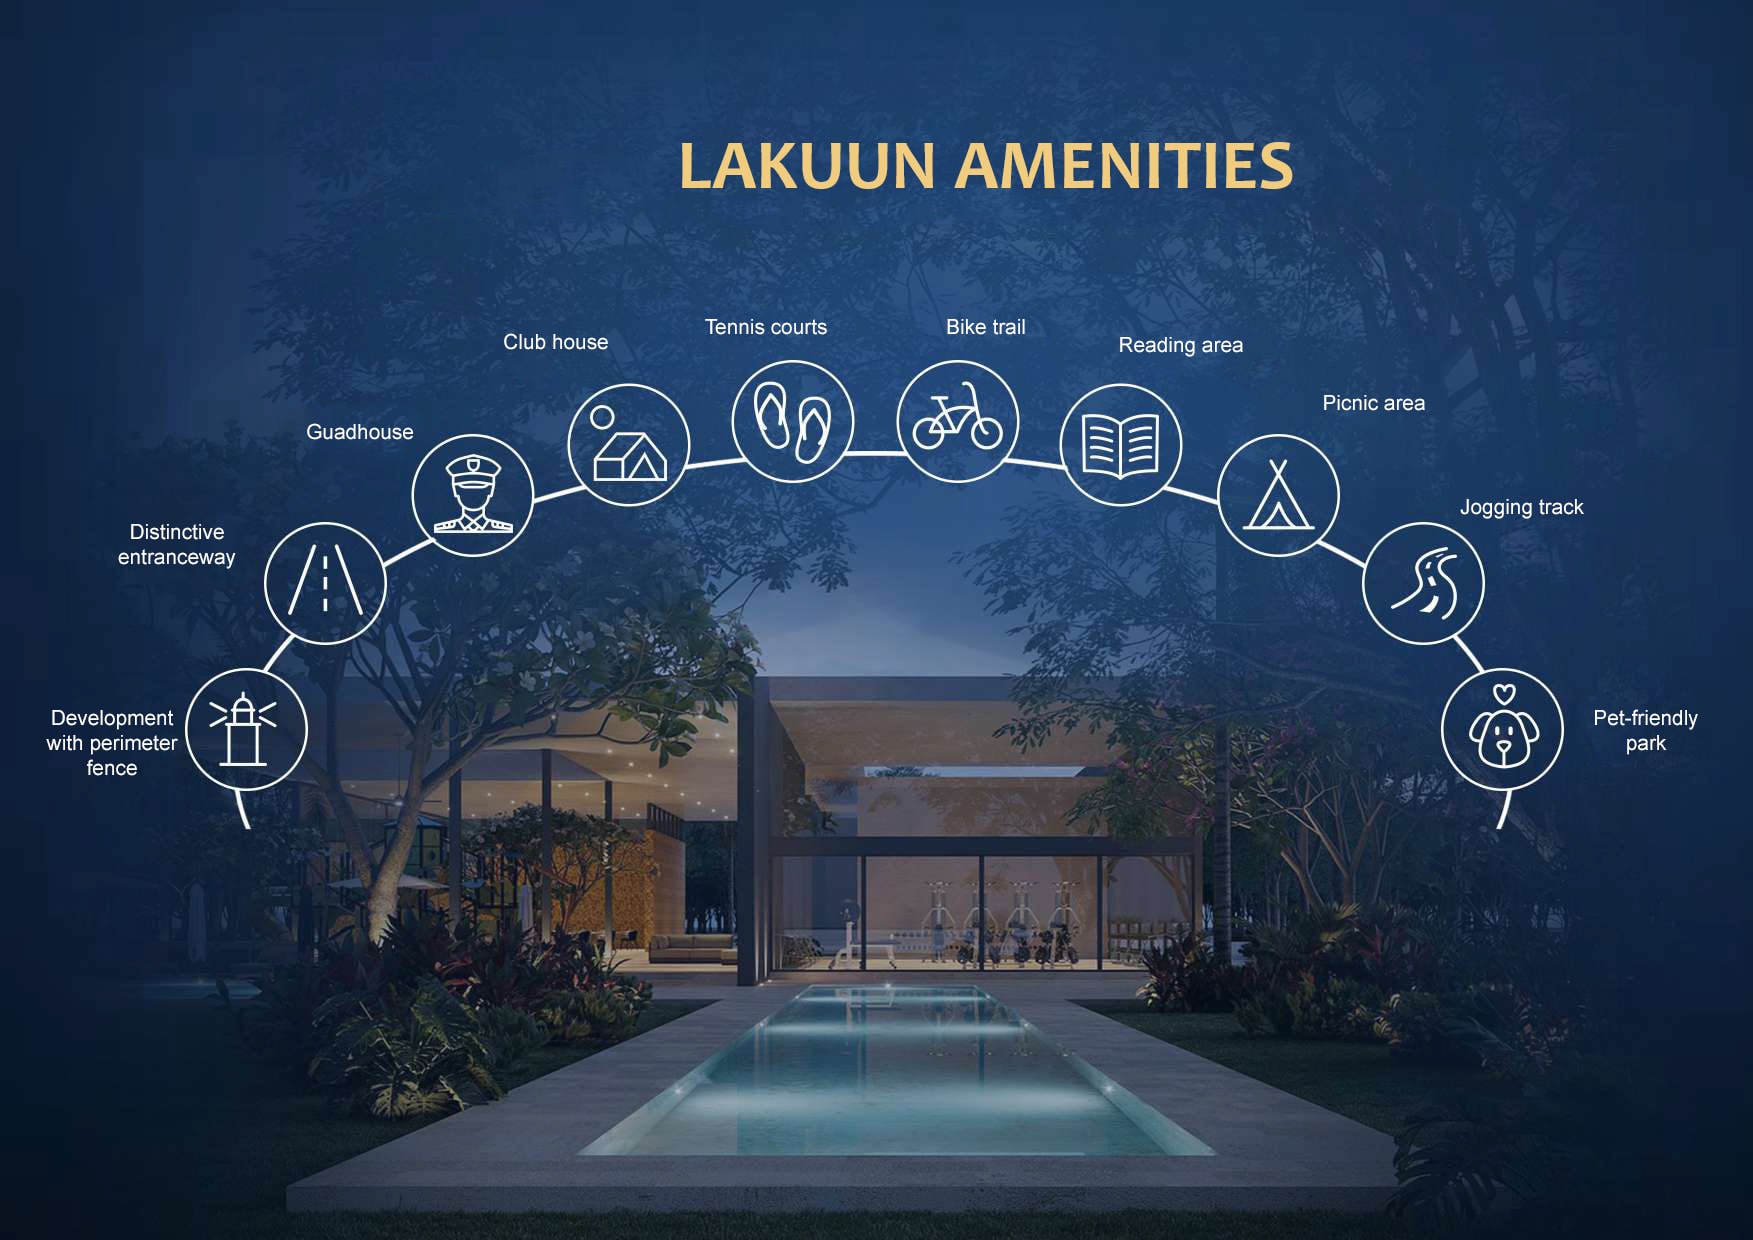 LAKUUN AMENITIES
Development
with perimeter
fence
Distinctive
entranceway
Guadhouse
Club house
Tennis courts
Bike trail
Reading area
Picnic area
Jogging track
Pet-friendly
park